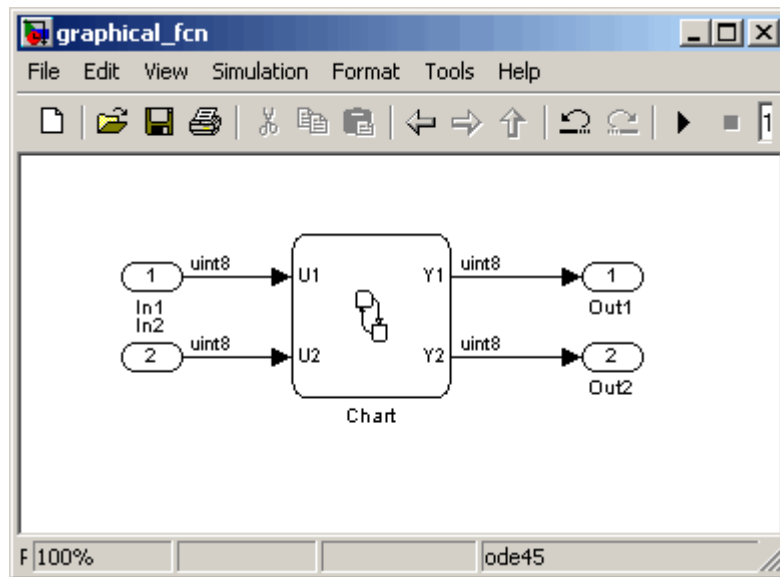 graphical_fcn
File Edit View Simulation Format Tools Help
1
uint8 uint8
1 U1 Y1 1
In1 Out1
In2
uint8 uint8
2 U2 Y2 2
Out2
Chart
F 100% ode45